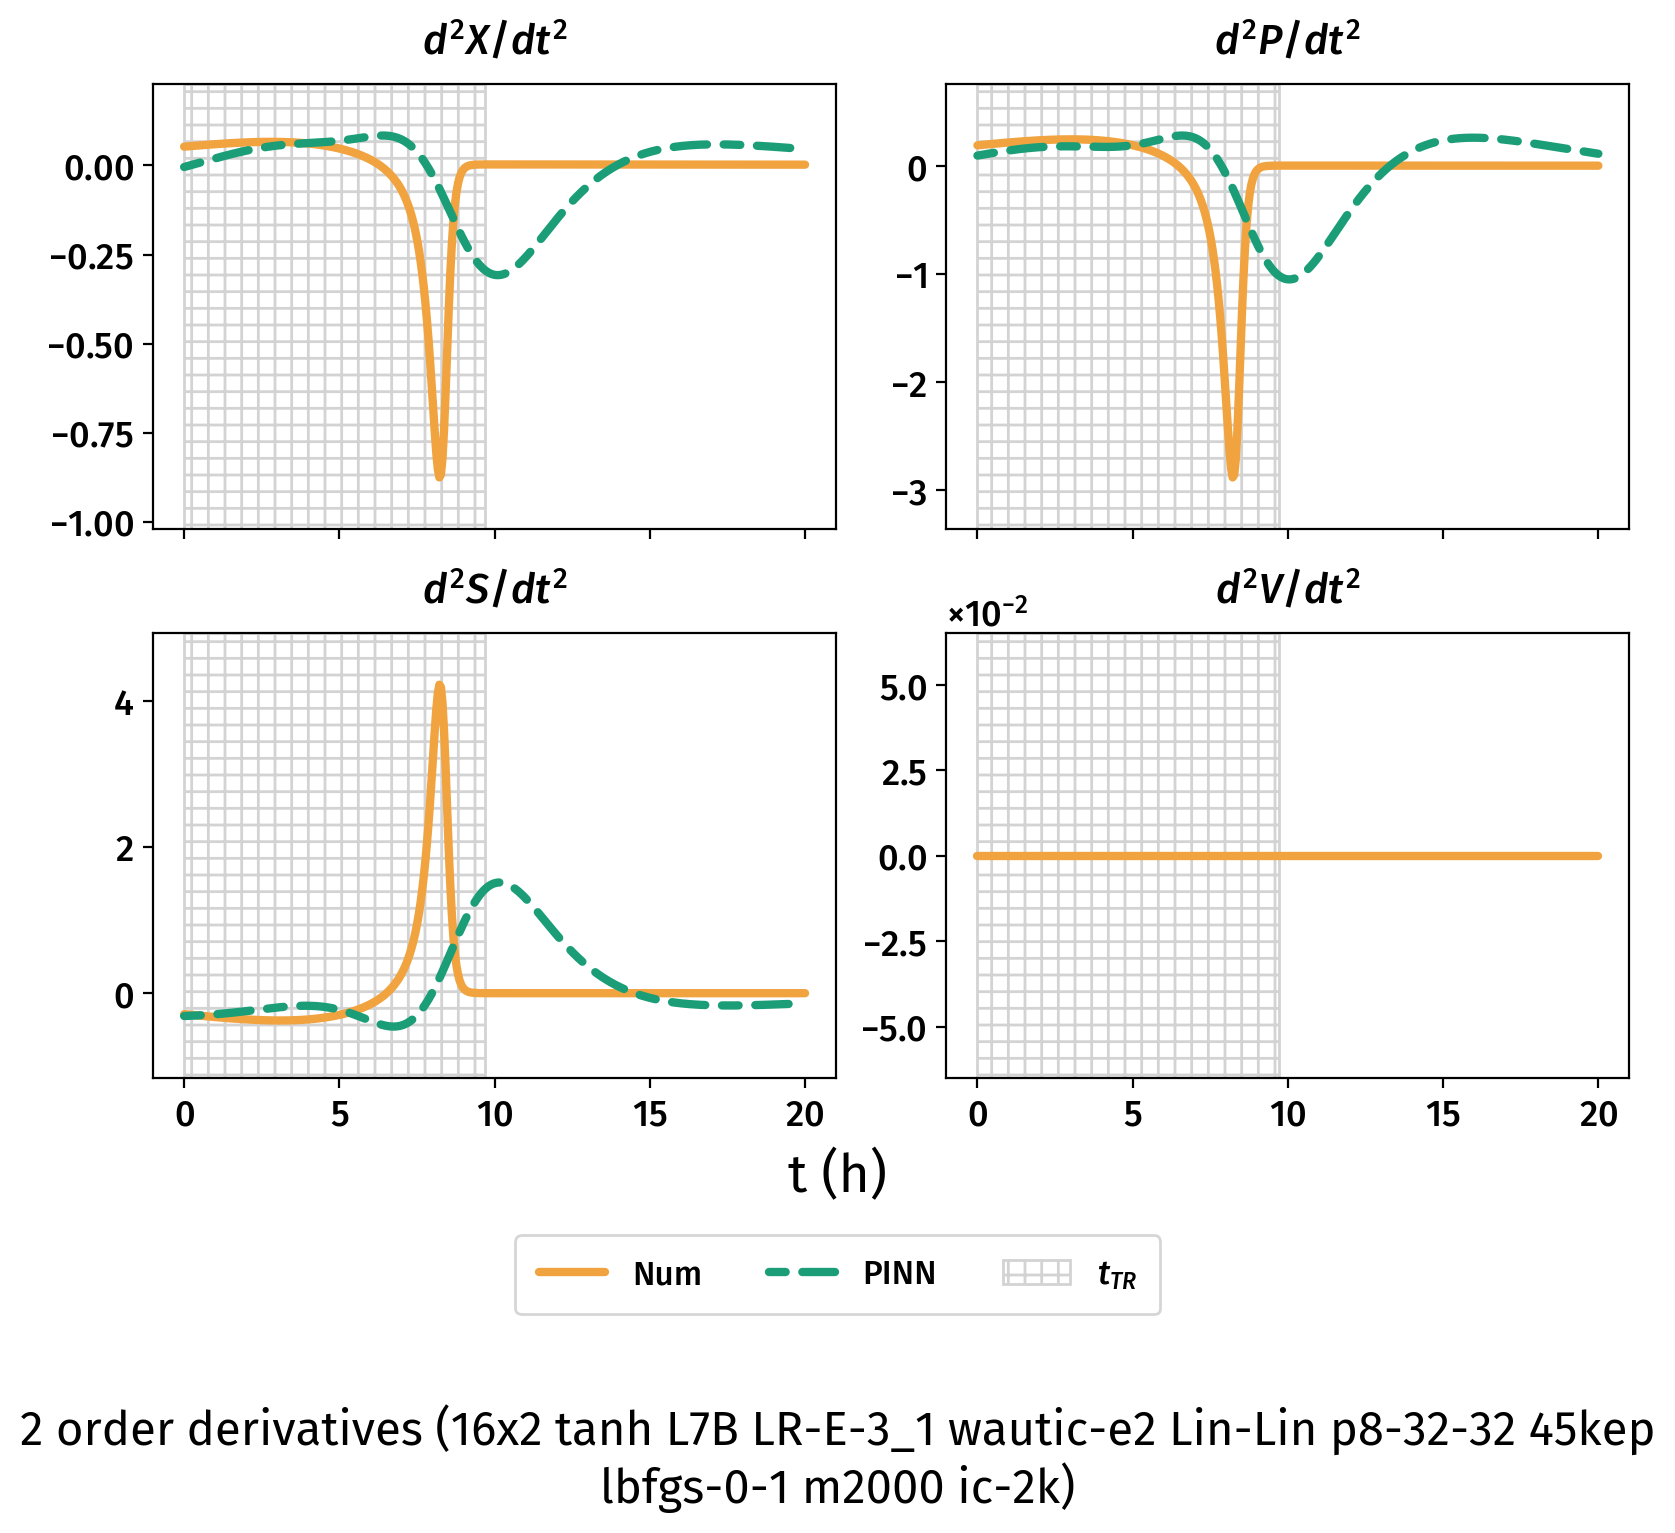 d²X/dt²
d²P/dt²
0.00
−0.25
−0.50
−0.75
−1.00
0
−1
−2
−3
d²S/dt²
d²V/dt²
×10⁻²
4
2
0
5.0
2.5
0.0
−2.5
−5.0
0 5 10 15 20
0 5 10 15 20
t (h)
Num PINN t_TR
2 order derivatives (16x2 tanh L7B LR-E-3_1 wautic-e2 Lin-Lin p8-32-32 45kep
lbfgs-0-1 m2000 ic-2k)